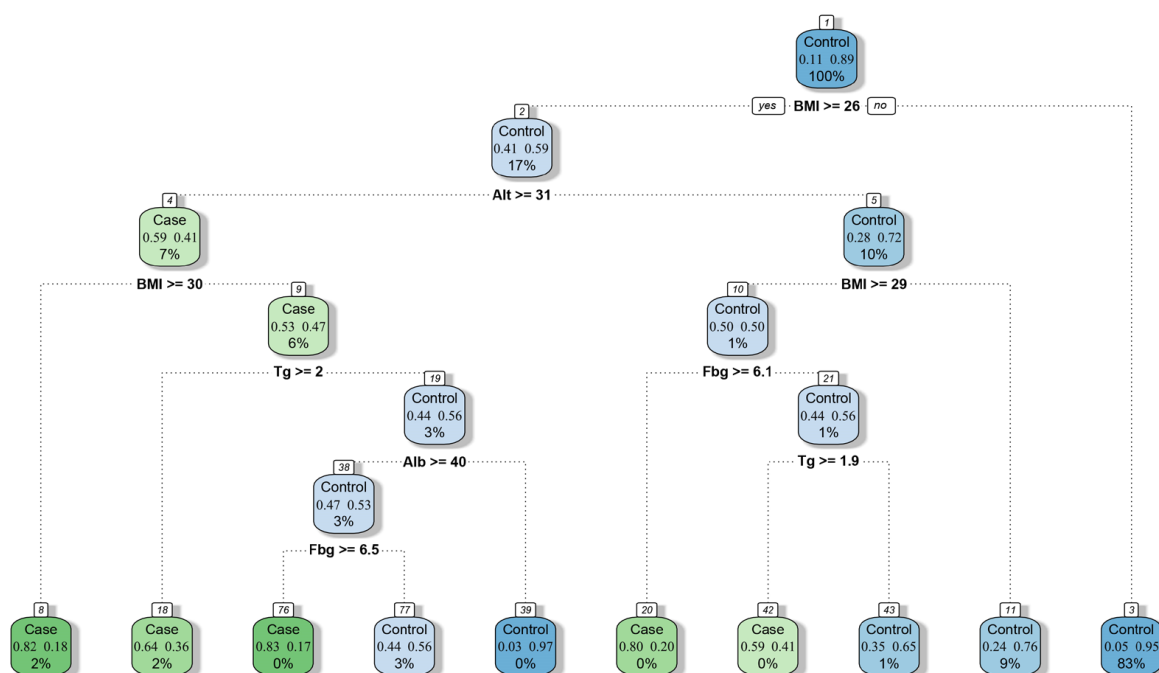 1
Control
0.11 0.89
100%
yes BMI >= 26 no
2
Control
0.41 0.59
17%
Alt >= 31
4
Case
0.59 0.41
7%
BMI >= 30
5
Control
0.28 0.72
10%
BMI >= 29
9
Case
0.53 0.47
6%
Tg >= 2
10
Control
0.50 0.50
1%
Fbg >= 6.1
19
Control
0.44 0.56
3%
Alb >= 40
21
Control
0.44 0.56
1%
Tg >= 1.9
38
Control
0.47 0.53
3%
Fbg >= 6.5
8
Case
0.82 0.18
2%
18
Case
0.64 0.36
2%
76
Case
0.83 0.17
0%
77
Control
0.44 0.56
3%
39
Control
0.03 0.97
0%
20
Case
0.80 0.20
0%
42
Case
0.59 0.41
0%
43
Control
0.35 0.65
1%
11
Control
0.24 0.76
9%
3
Control
0.05 0.95
83%